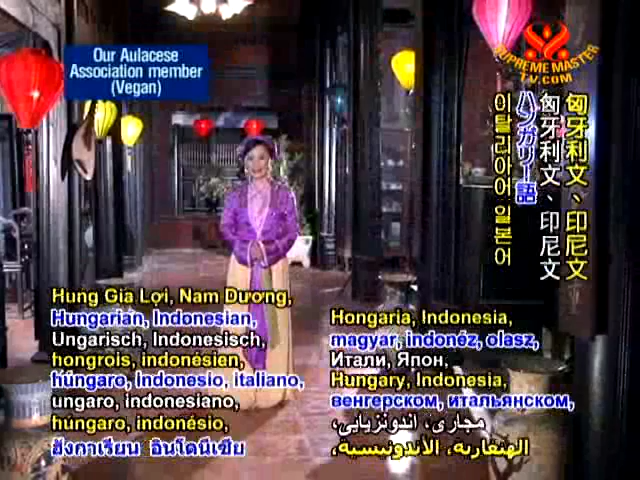 Our Aulacese
Association member
(Vegan)
SUPREME MASTER
TV.COM
匈牙利文、印尼文
匈牙利文、印尼文
ハンガリー語
이탈리아어 일본어
Hung Gia Lợi, Nam Dương,
Hungarian, Indonesian,
Ungarisch, Indonesisch,
hongrois, indonésien,
húngaro, indonesio, italiano,
ungaro, indonesiano,
húngaro, indonésio,
ฮังกาเรียน อินโดนีเซีย
Hongaria, Indonesia,
magyar, indonéz, olasz,
Итали, Япон,
Hungary, Indonesia,
венгерском, итальянском,
مجاری، اندونزیایی،
الهنغارية، الأندونيسية،